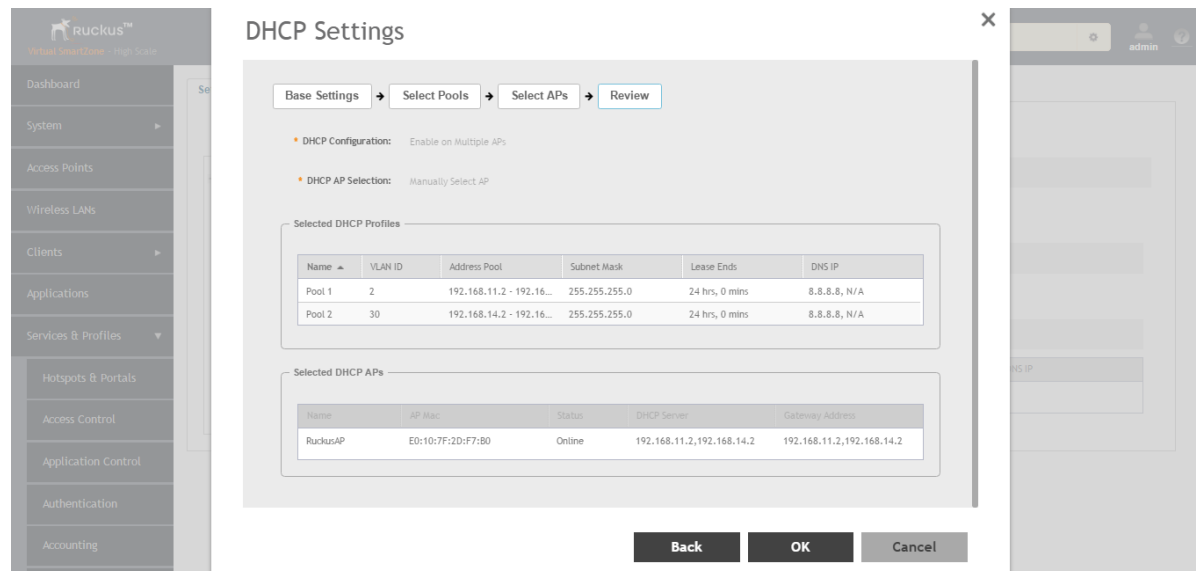 Ruckus™
Virtual SmartZone - High Scale
admin
Dashboard
System
Access Points
Wireless LANs
Clients
Applications
Services & Profiles
Hotspots & Portals
Access Control
Application Control
Authentication
Accounting
DHCP Settings
Base Settings
Select Pools
Select APs
Review
* DHCP Configuration: Enable on Multiple APs
* DHCP AP Selection: Manually Select AP
Selected DHCP Profiles
Name VLAN ID Address Pool Subnet Mask Lease Ends DNS IP
Pool 1 2 192.168.11.2 - 192.16... 255.255.255.0 24 hrs, 0 mins 8.8.8.8, N/A
Pool 2 30 192.168.14.2 - 192.16... 255.255.255.0 24 hrs, 0 mins 8.8.8.8, N/A
Selected DHCP APs
Name AP Mac Status DHCP Server Gateway Address
RuckusAP E0:10:7F:2D:F7:B0 Online 192.168.11.2,192.168.14.2 192.168.11.2,192.168.14.2
Back
OK
Cancel